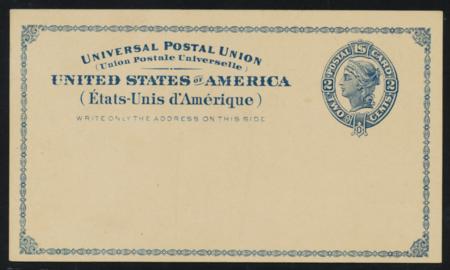 UNIVERSAL POSTAL UNION
(Union Postale Universelle)
UNITED STATES OF AMERICA.
(États-Unis d'Amérique)
WRITE ONLY THE ADDRESS ON THIS SIDE
U.S. POSTAL CARD
TWO CENTS